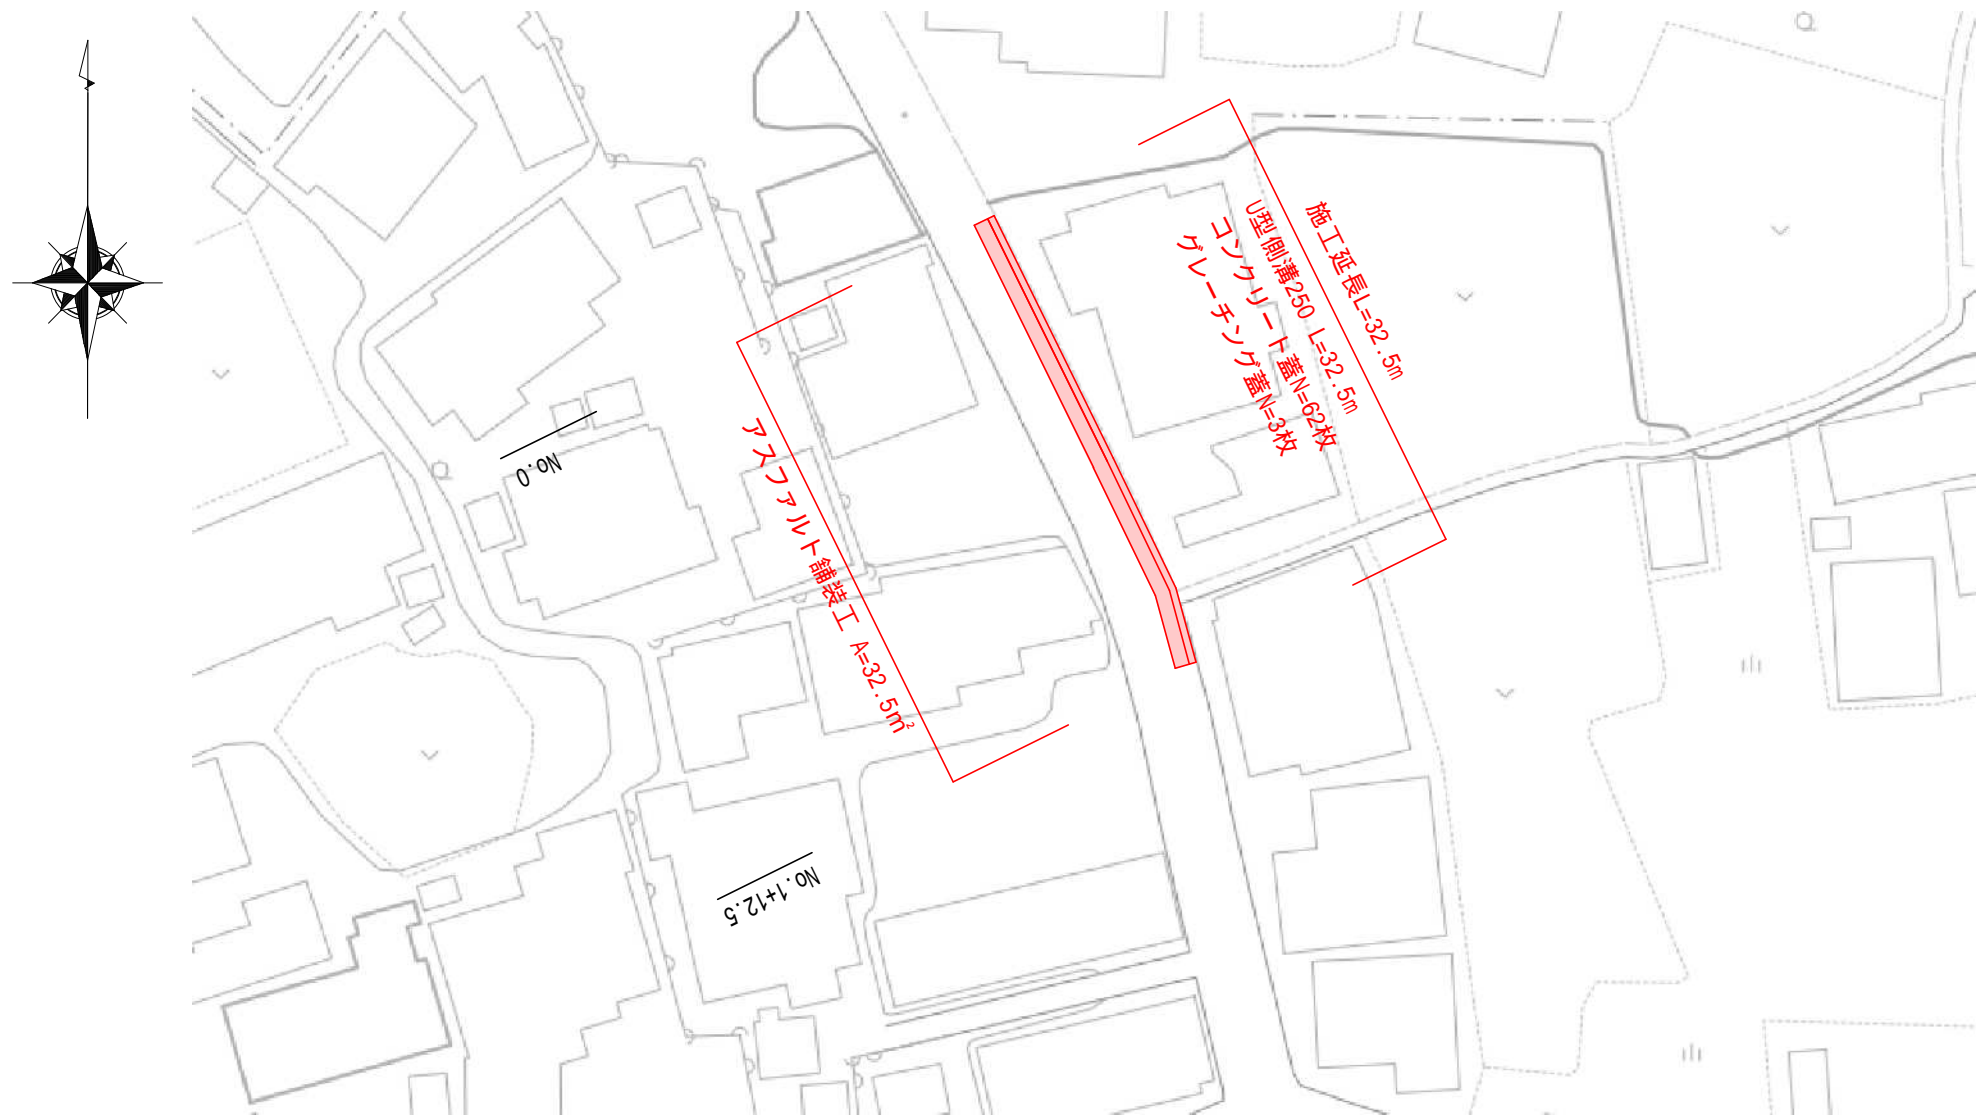 施工延長L=32.5m
U型側溝250 L=32.5m
コンクリート蓋N=62枚
グレーチング蓋N=3枚
アスファルト舗装工 A=32.5m²
No.0
No.1+12.5